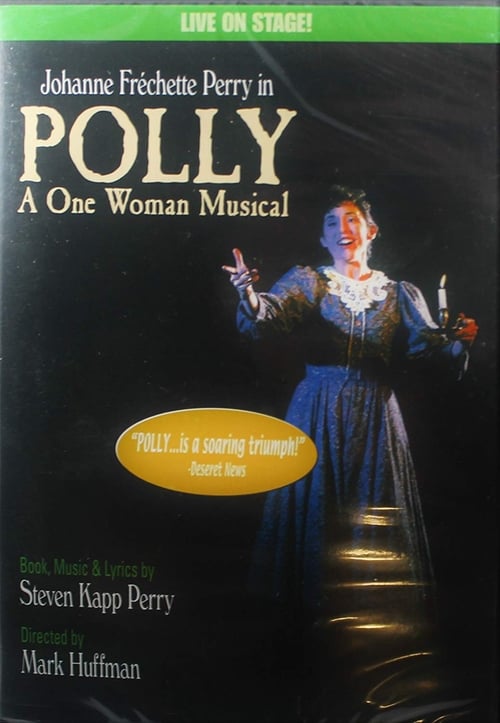 LIVE ON STAGE!
Johanne Fréchette Perry in
POLLY
A One Woman Musical
"POLLY...is a soaring triumph!"
-Deseret News
Book, Music & Lyrics by
Steven Kapp Perry
Directed by
Mark Huffman